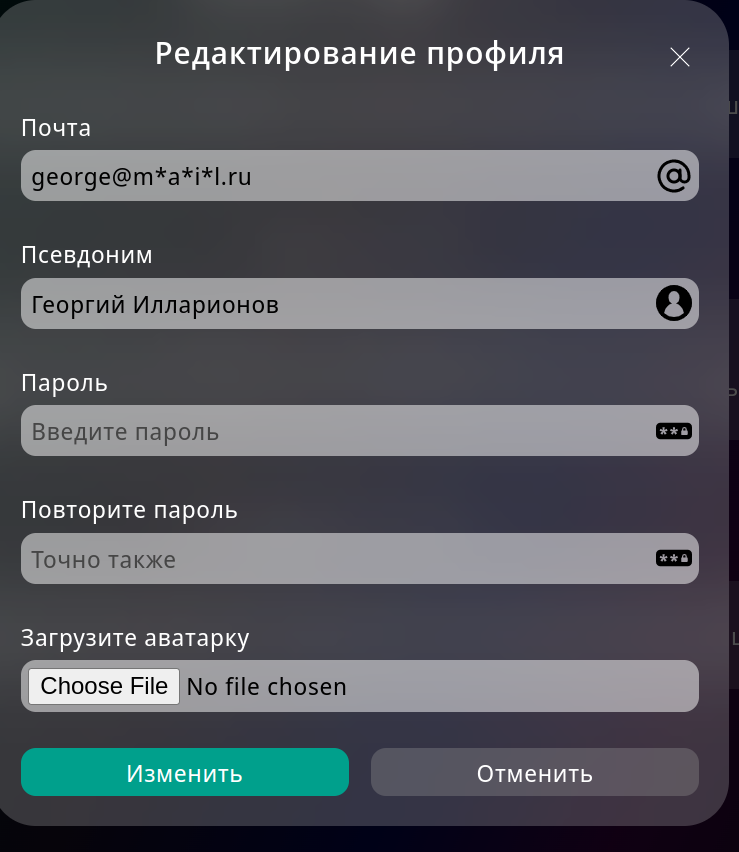 Редактирование профиля
Почта
george@m*a*i*l.ru
Псевдоним
Георгий Илларионов
Пароль
Введите пароль
Повторите пароль
Точно также
Загрузите аватарку
Choose File No file chosen
Изменить Отменить